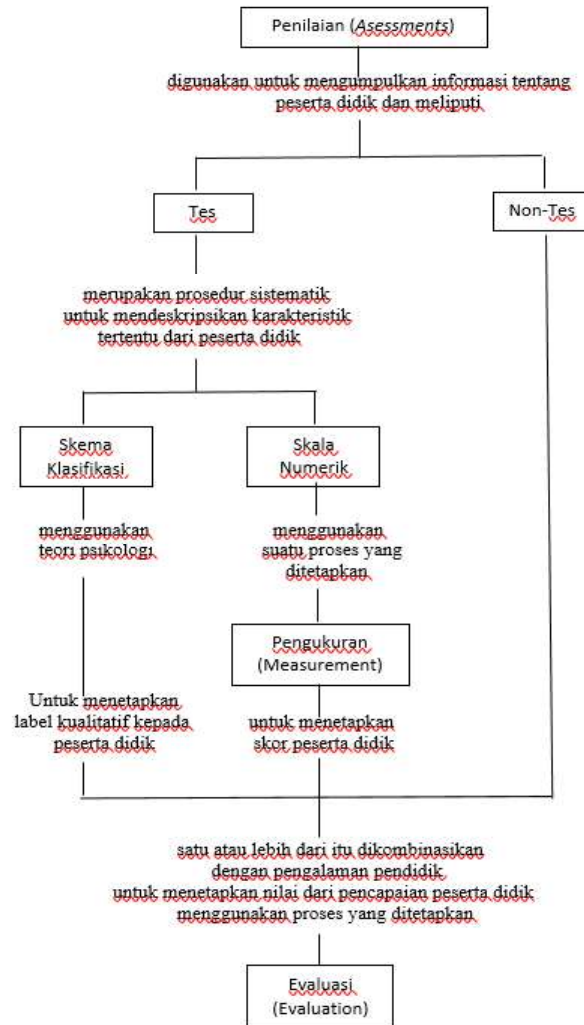 Penilaian (Asessments)
digunakan untuk mengumpulkan informasi tentang
peserta didik dan meliputi
Tes
Non-Tes
merupakan prosedur sistematik
untuk mendeskripsikan karakteristik
tertentu dari peserta didik
Skema
Klasifikasi
Skala
Numerik
menggunakan
teori psikologi
menggunakan
suatu proses yang
ditetapkan
Pengukuran
(Measurement)
Untuk menetapkan
label kualitatif kepada
peserta didik
untuk menetapkan
skor peserta didik
satu atau lebih dari itu dikombinasikan
dengan pengalaman pendidik
untuk menetapkan nilai dari pencapaian peserta didik
menggunakan proses yang ditetapkan
Evaluasi
(Evaluation)